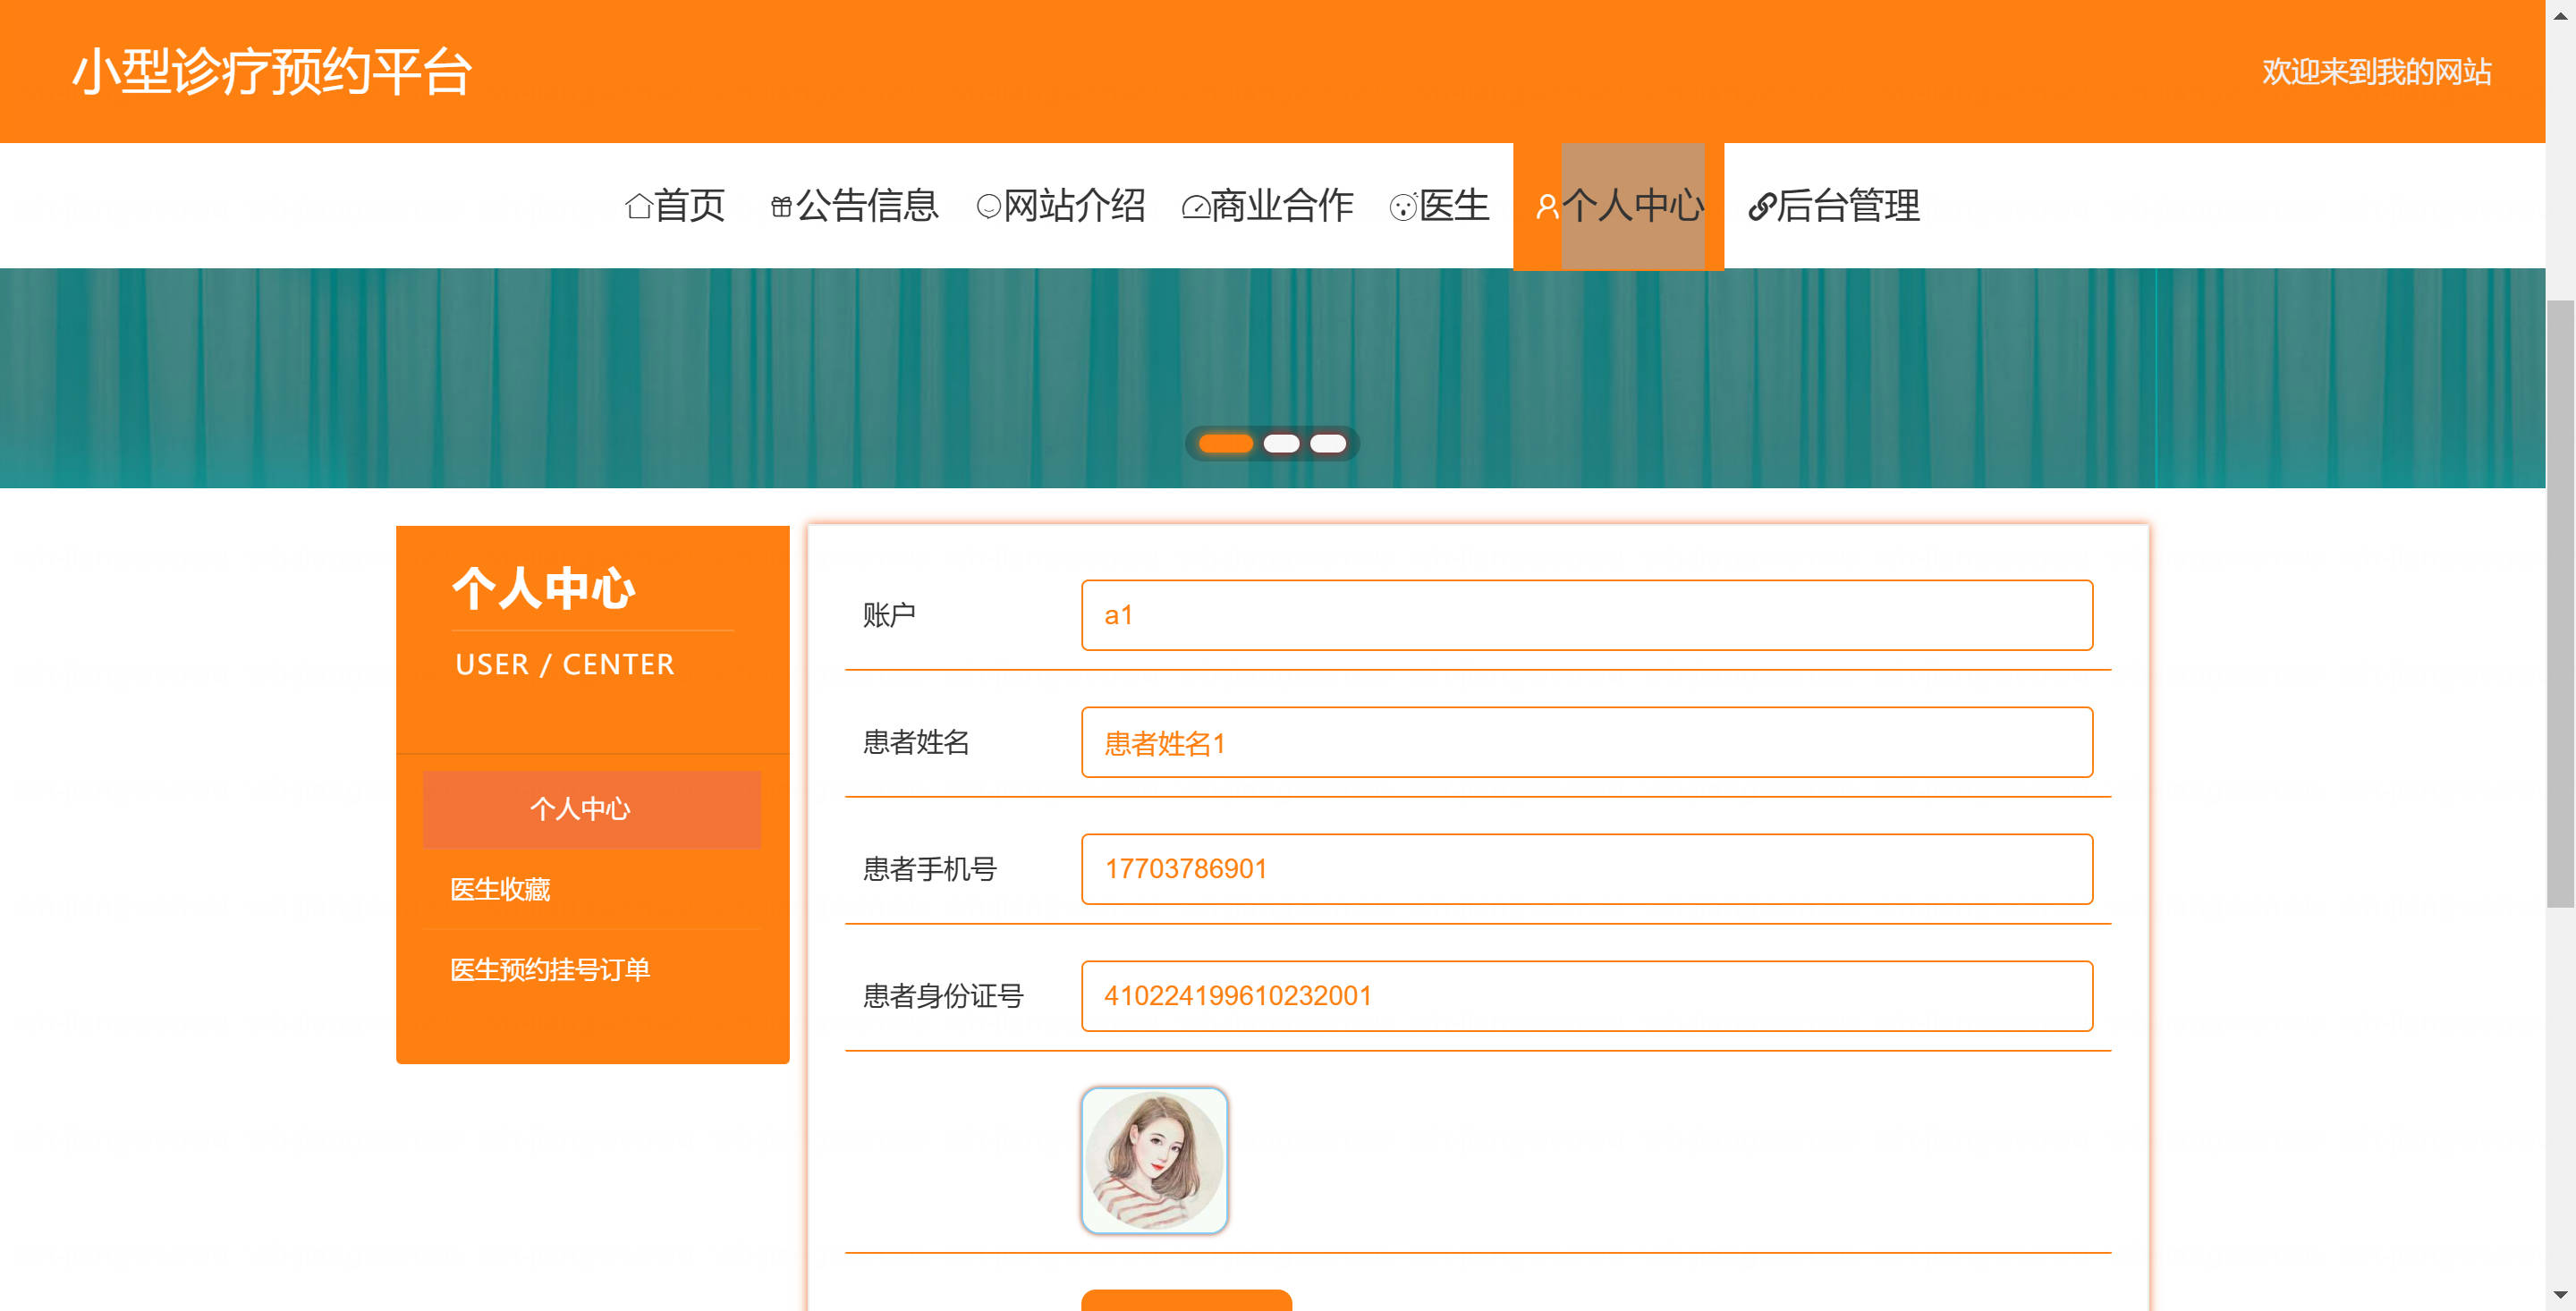 小型诊疗预约平台
欢迎来到我的网站
首页 公告信息 网站介绍 商业合作 医生 个人中心 后台管理
个人中心
USER / CENTER
个人中心
医生收藏
医生预约挂号订单
账户 a1
患者姓名 患者姓名1
患者手机号 17703786901
患者身份证号 410224199610232001